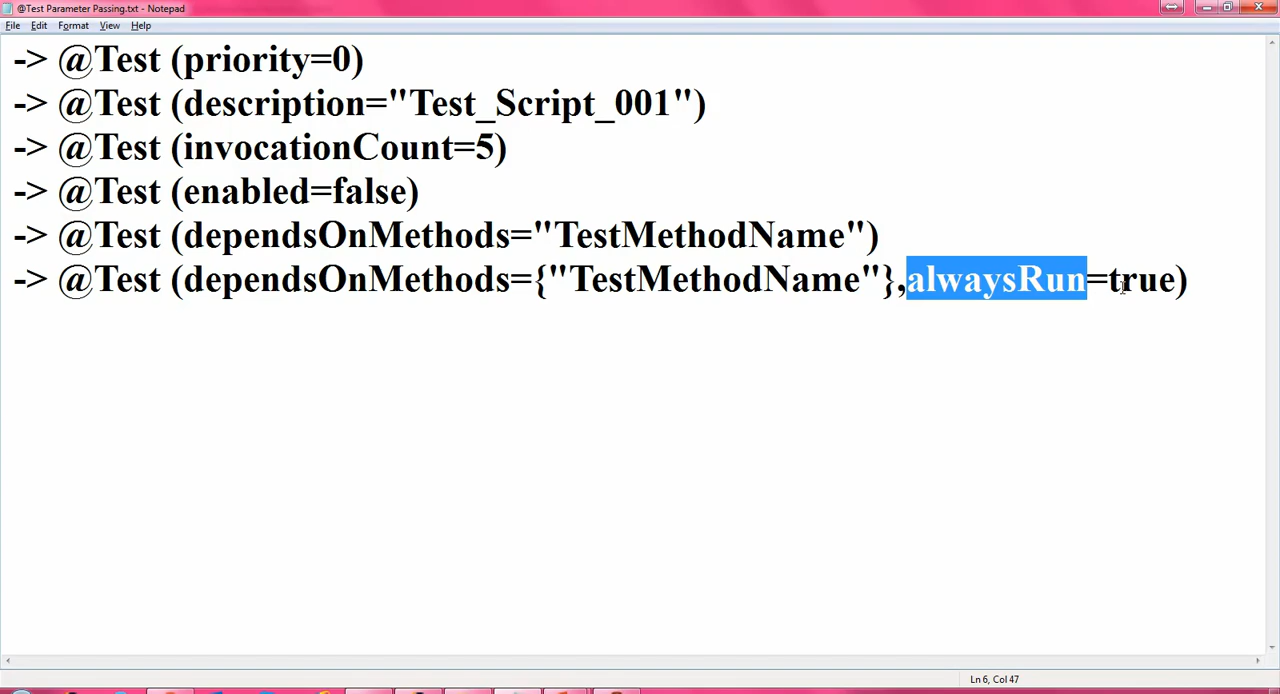 @Test Parameter Passing.txt - Notepad
File Edit Format View Help
-> @Test (priority=0)
-> @Test (description="Test_Script_001")
-> @Test (invocationCount=5)
-> @Test (enabled=false)
-> @Test (dependsOnMethods="TestMethodName")
-> @Test (dependsOnMethods={"TestMethodName"},alwaysRun=true)
Ln 6, Col 47